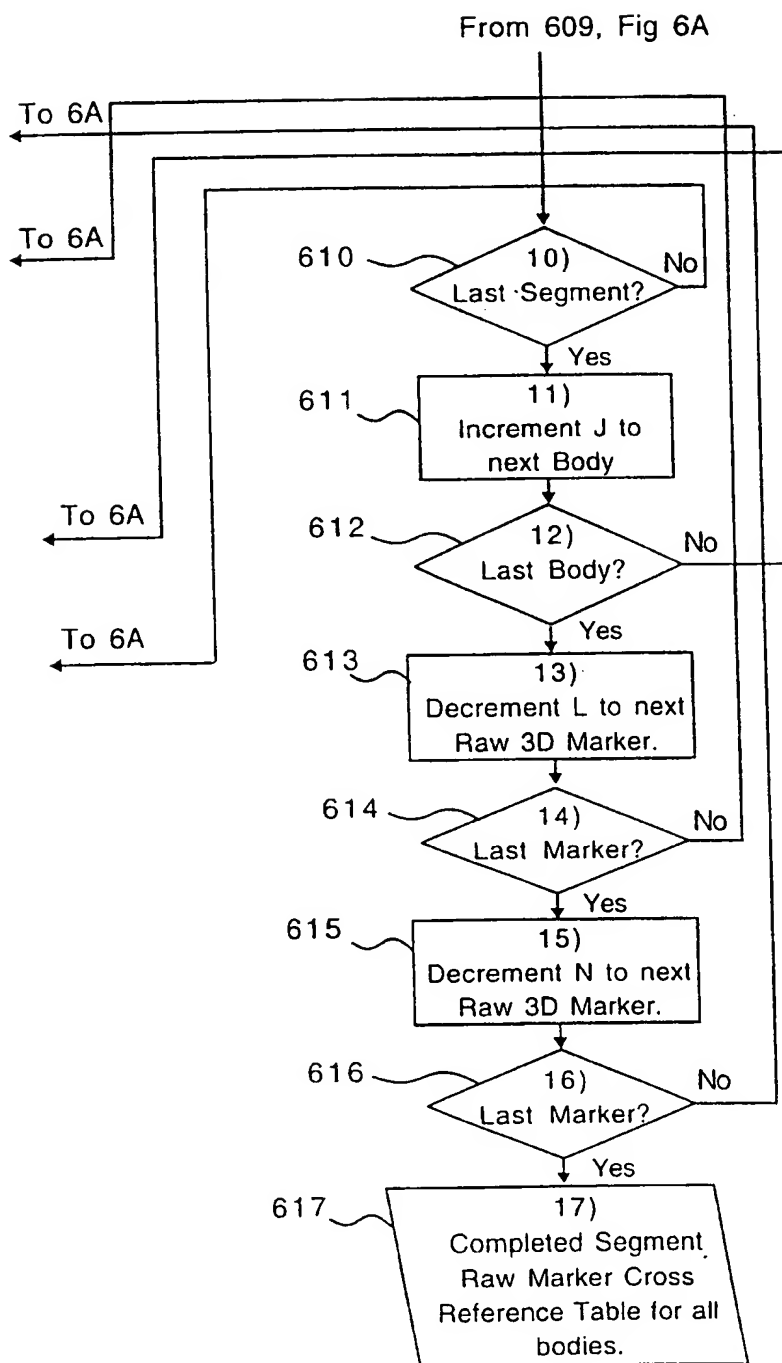 From 609, Fig 6A
To 6A
To 6A
610
10)
Last Segment?
No
Yes
611
11)
Increment J to
next Body
To 6A
612
12)
Last Body?
No
Yes
To 6A
613
13)
Decrement L to next
Raw 3D Marker.
614
14)
Last Marker?
No
Yes
615
15)
Decrement N to next
Raw 3D Marker.
616
16)
Last Marker?
No
Yes
617
17)
Completed Segment
Raw Marker Cross
Reference Table for all
bodies.